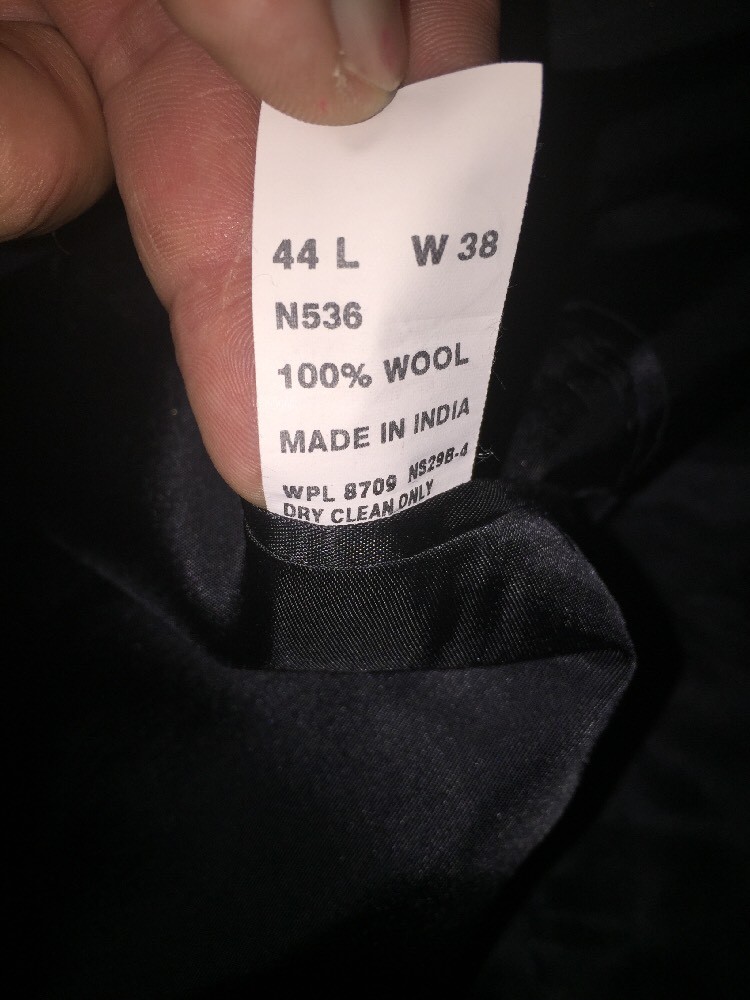 44 L W 38
N536
100% WOOL
MADE IN INDIA
WPL 8709 NS29B-4
DRY CLEAN ONLY